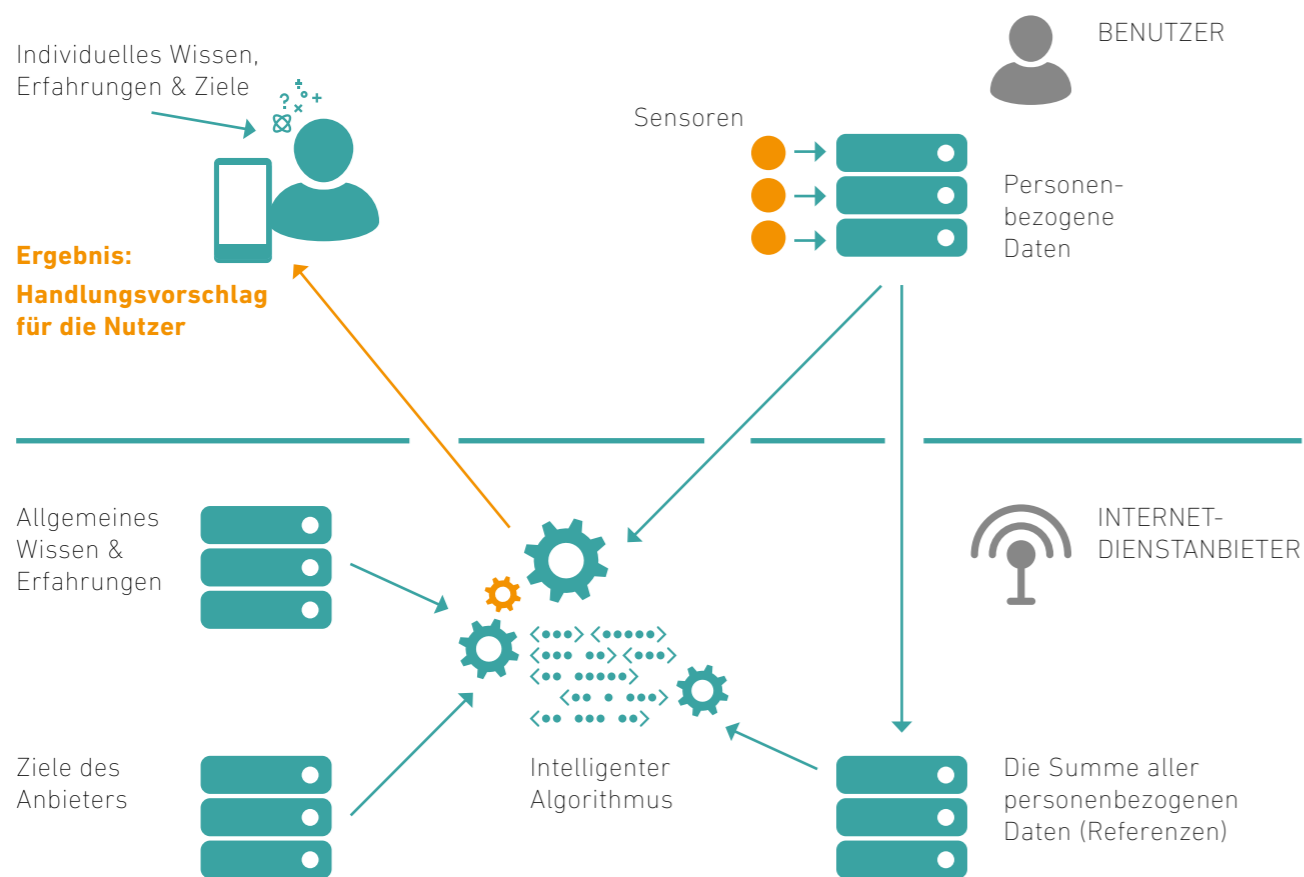 Individuelles Wissen,
Erfahrungen & Ziele
Ergebnis:
Handlungsvorschlag
für die Nutzer
Sensoren
BENUTZER
Personen-
bezogene
Daten
Allgemeines
Wissen &
Erfahrungen
INTERNET-
DIENSTANBIETER
Ziele des
Anbieters
Intelligenter
Algorithmus
Die Summe aller
personenbezogenen
Daten (Referenzen)